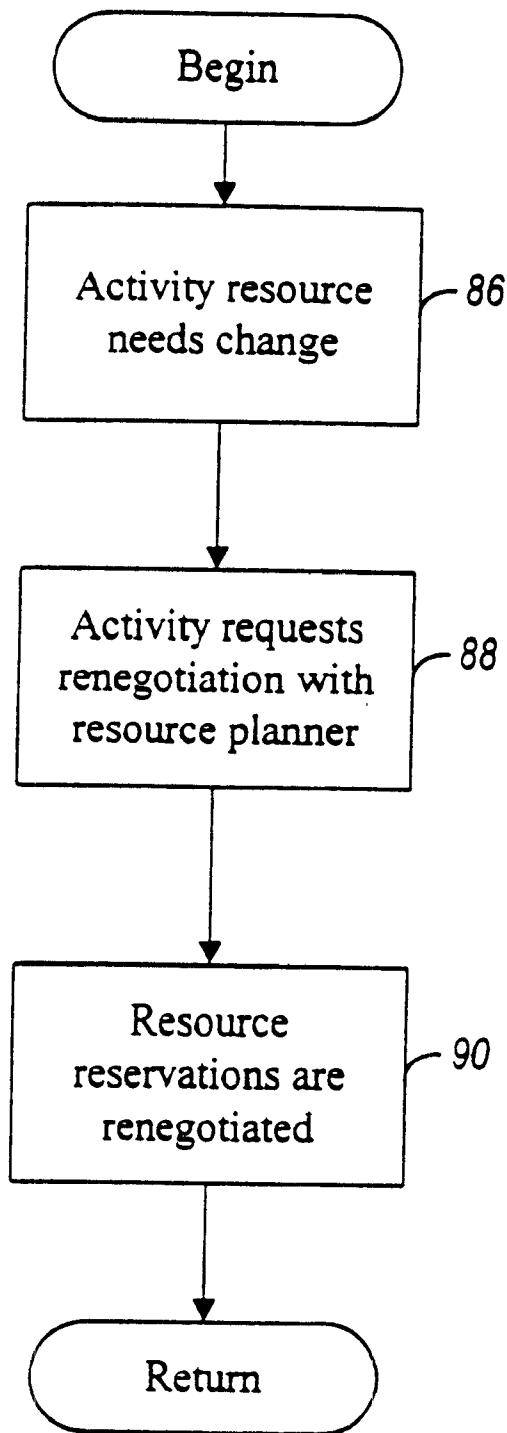 Begin
Activity resource
needs change
86
Activity requests
renegotiation with
resource planner
88
Resource
reservations are
renegotiated
90
Return